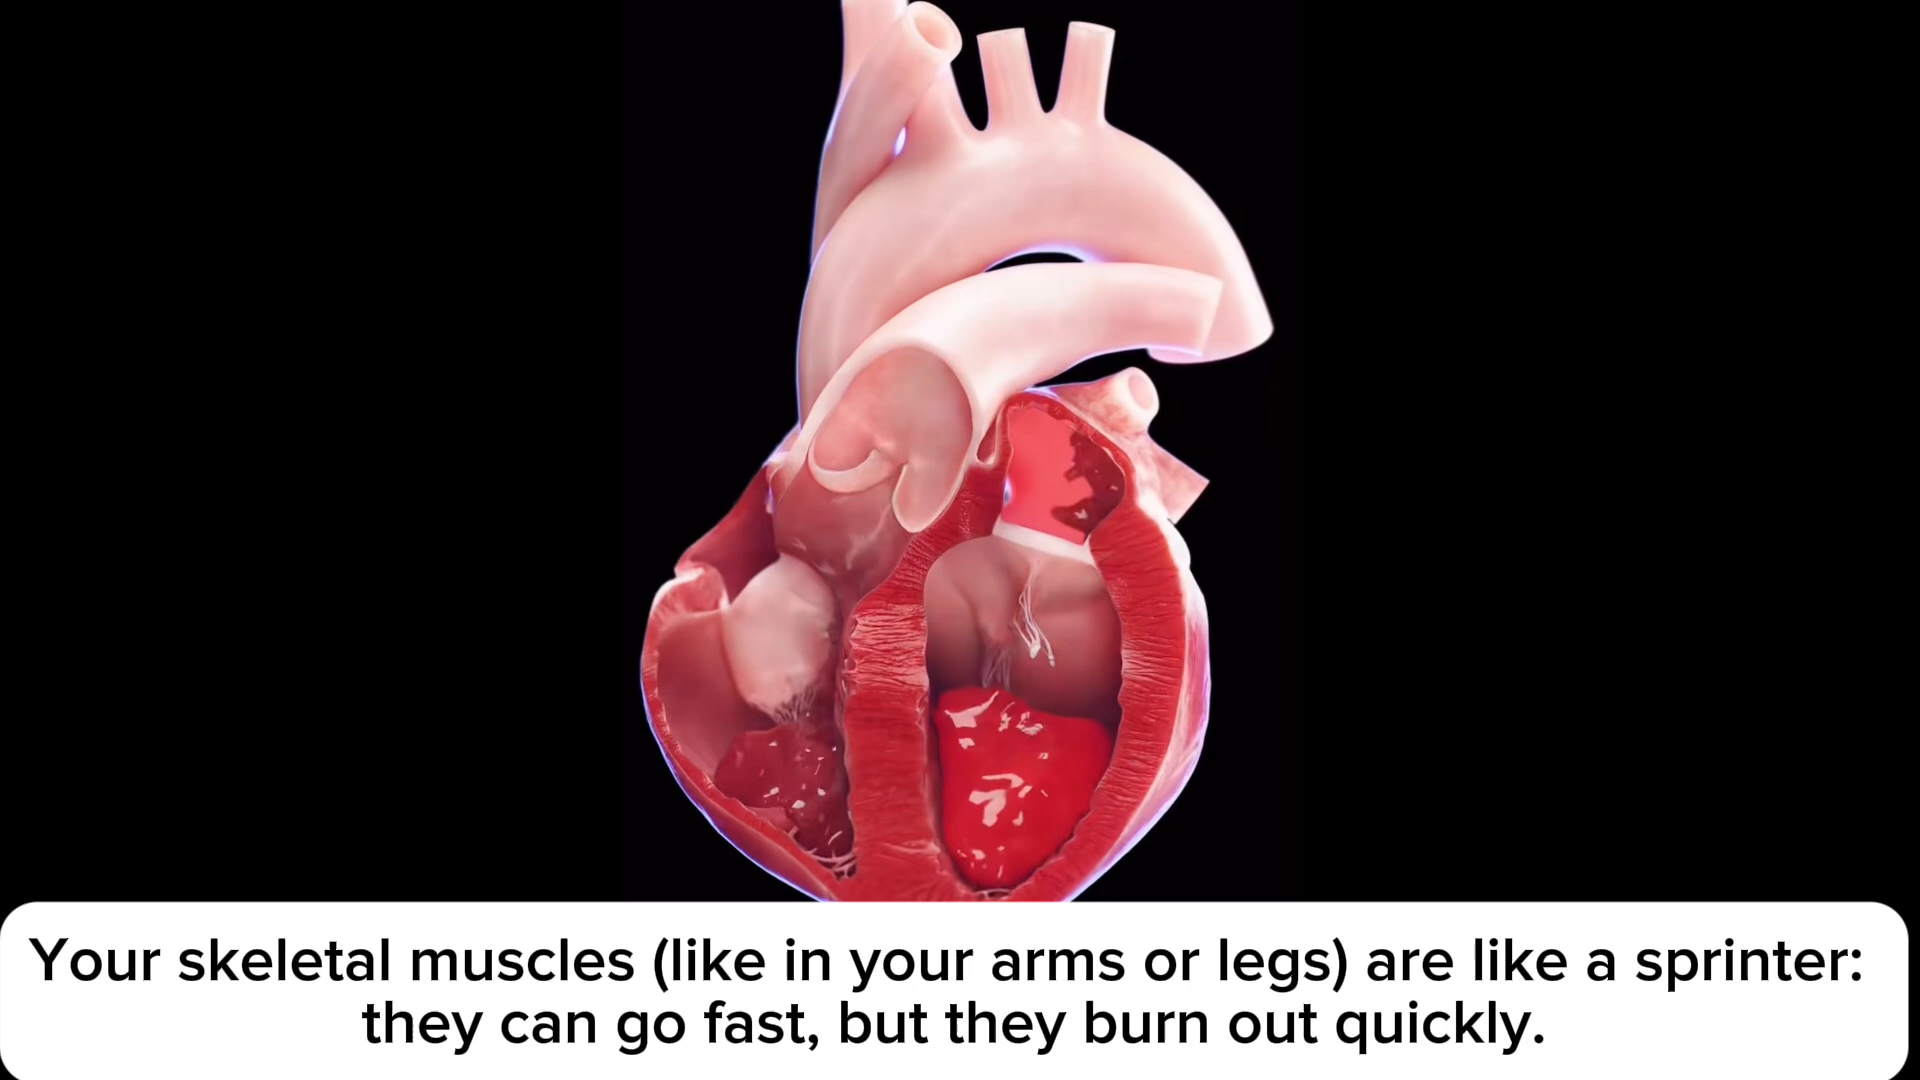 Your skeletal muscles (like in your arms or legs) are like a sprinter:
they can go fast, but they burn out quickly.